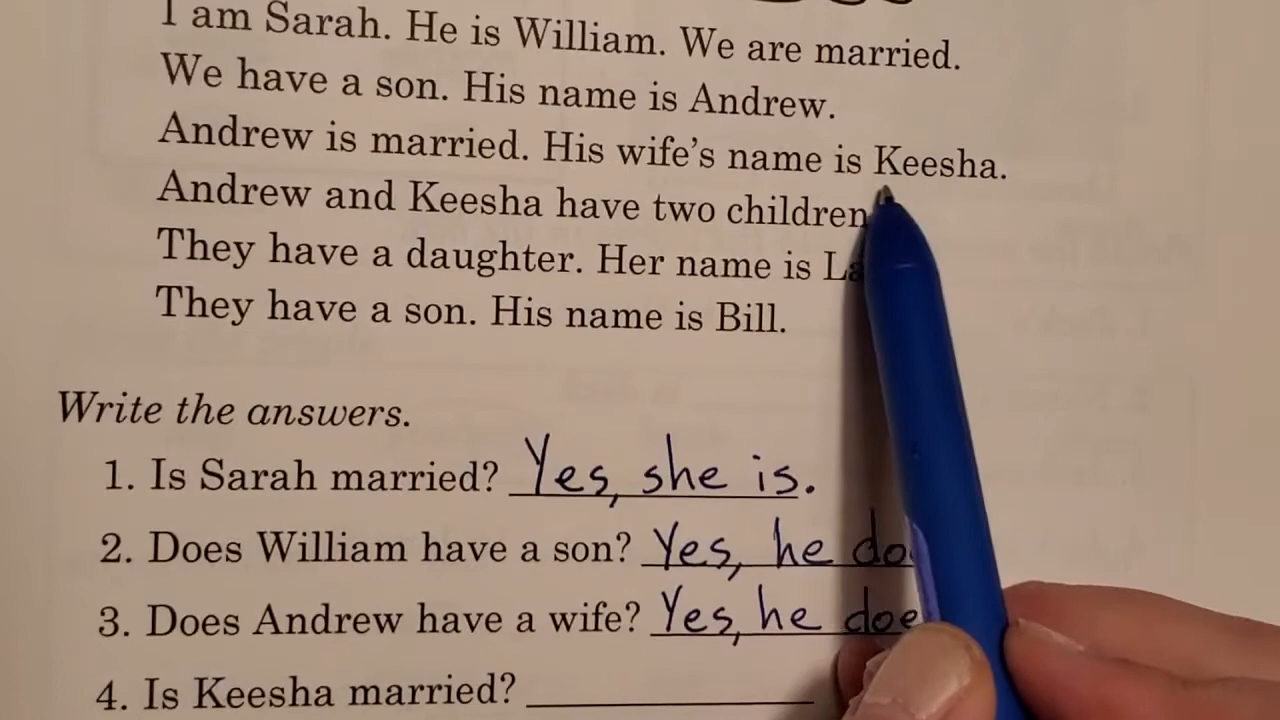 I am Sarah. He is William. We are married.
We have a son. His name is Andrew.
Andrew is married. His wife's name is Keesha.
Andrew and Keesha have two children
They have a daughter. Her name is
They have a son. His name is Bill.
Write the answers.
1. Is Sarah married? Yes, she is.
2. Does William have a son? Yes, he
3. Does Andrew have a wife? Yes, he
4. Is Keesha married?